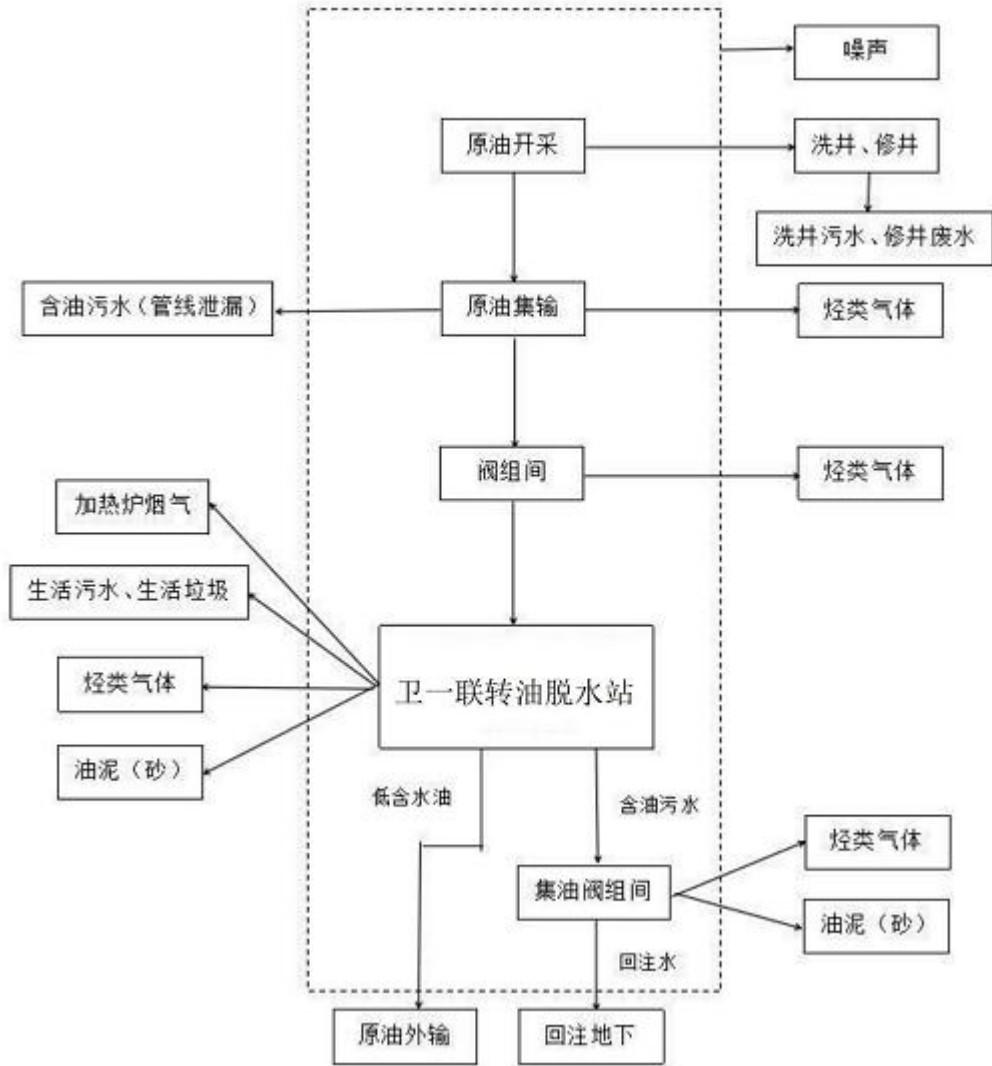 噪声
原油开采
洗井、修井
洗井污水、修井废水
含油污水（管线泄漏）
原油集输
烃类气体
阀组间
烃类气体
加热炉烟气
生活污水、生活垃圾
烃类气体
卫一联转油脱水站
油泥（砂）
低含水油
含油污水
烃类气体
集油阀组间
油泥（砂）
回注水
原油外输
回注地下